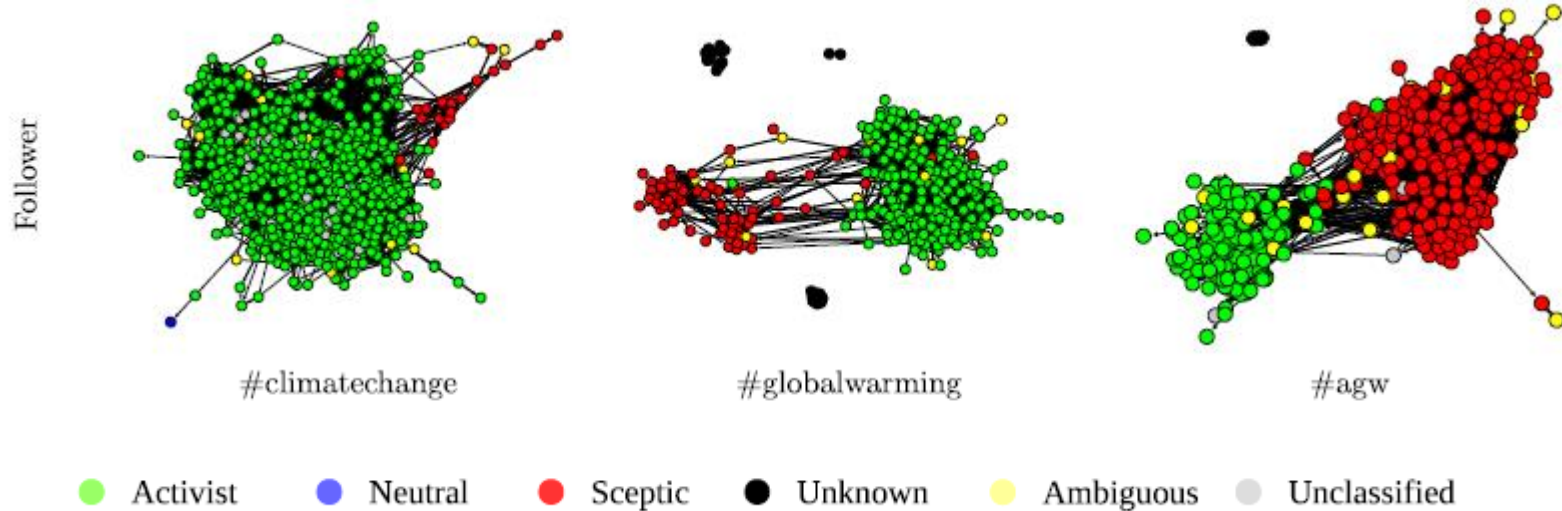 Follower
#climatechange #globalwarming #agw
Activist Neutral Sceptic Unknown Ambiguous Unclassified